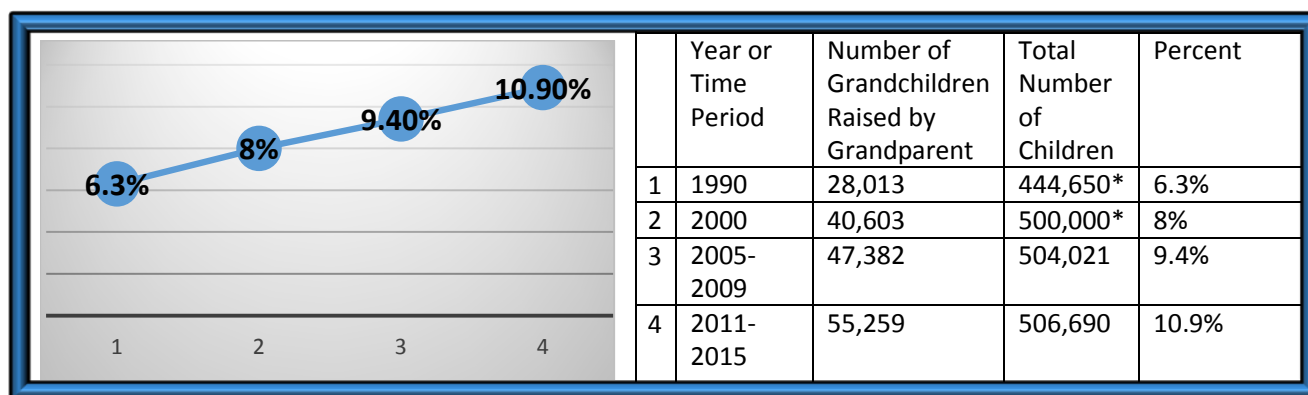 10.90%
9.40%
8%
6.3%
1 2 3 4
Year or Time Period Number of Grandchildren Raised by Grandparent Total Number of Children Percent
1 1990 28,013 444,650* 6.3%
2 2000 40,603 500,000* 8%
3 2005-2009 47,382 504,021 9.4%
4 2011-2015 55,259 506,690 10.9%